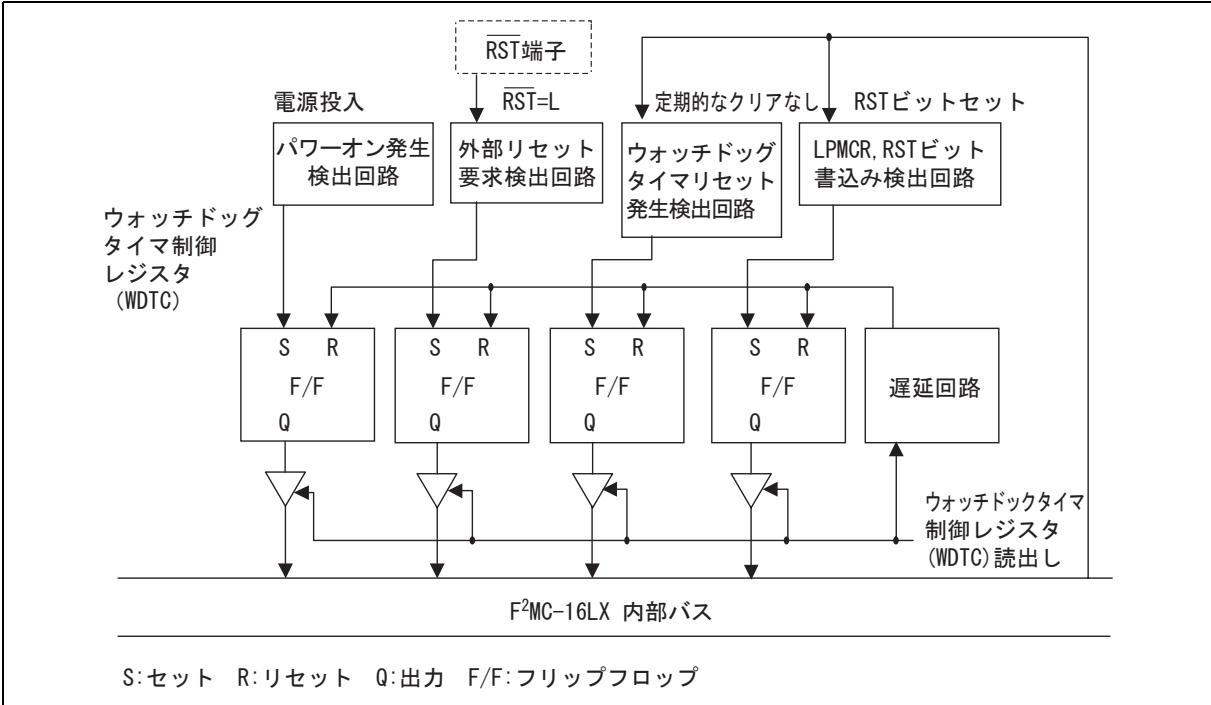 RST端子
電源投入
RST=L
定期的なクリアなし
RSTビットセット
パワーオン発生
検出回路
外部リセット
要求検出回路
ウォッチドッグ
タイマリセット
発生検出回路
LPMCR,RSTビット
書込み検出回路
ウォッチドッグ
タイマ制御
レジスタ
(WDTC)
S R
F/F
Q
S R
F/F
Q
S R
F/F
Q
S R
F/F
Q
遅延回路
ウォッチドックタイマ
制御レジスタ
(WDTC)読出し
F²MC-16LX 内部バス
S:セット R:リセット Q:出力 F/F:フリップフロップ